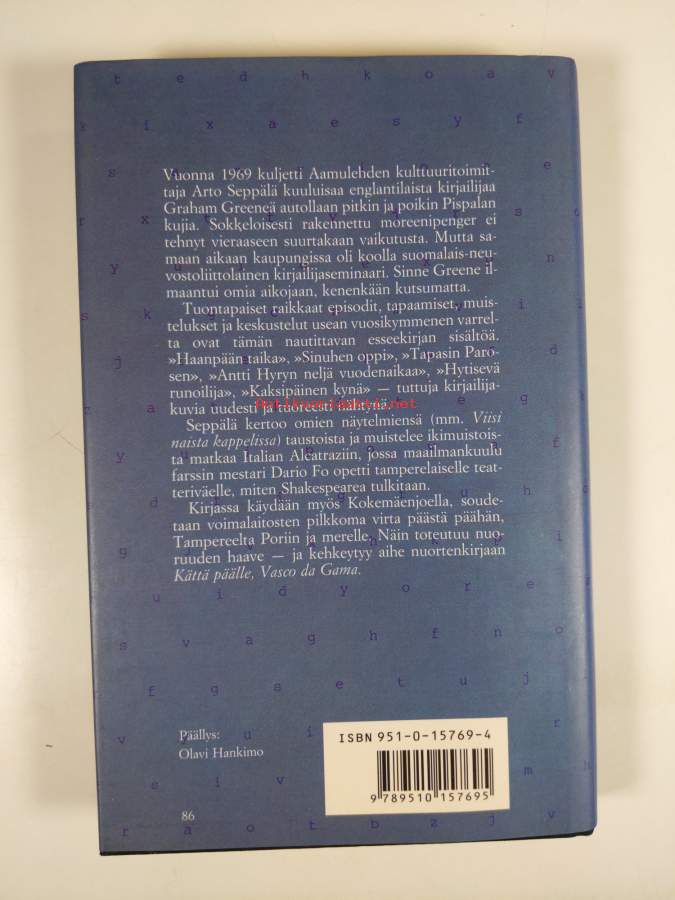 Vuonna 1969 kuljetti Aamulehden kulttuuritoimit-
taja Arto Seppälä kuuluisaa englantilaista kirjailijaa
Graham Greeneä autollaan pitkin ja poikin Pispalan
kujia. Sokkeloisesti rakennettu moreenipenger ei
tehnyt vieraaseen suurtakaan vaikutusta. Mutta sa-
maan aikaan kaupungissa oli koolla suomalais-neu-
vostoliittolainen kirjailijaseminaari. Sinne Greene il-
maantui omia aikojaan, kenenkään kutsumatta.
Tuontapaiset raikkaat episodit, tapaamiset, muis-
telukset ja keskustelut usean vuosikymmenen varrel-
ta ovat tämän nautittavan esseekirjan sisältöä.
»Haanpään taika», »Sinuhen oppi», »Tapasin Paro-
sen», »Antti Hyryn neljä vuodenaikaa», »Hytisevä
runoilija», »Kaksipäinen kynä» — tuttuja kirjailija-
kuvia uudesti ja tuoreesti nähtynä.
Antikvariaatti.net
Seppälä kertoo omien näytelmiensä (mm. Viisi
naista kappelissa) taustoista ja muistelee ikimuistois-
ta matkaa Italian Alcatraziin, jossa maailmankuulu
farssin mestari Dario Fo opetti tamperelaiselle teat-
teriväelle, miten Shakespearea tulkitaan.
Kirjassa käydään myös Kokemäenjoella, soude-
taan voimalaitosten pilkkoma virta päästä päähän,
Tampereelta Poriin ja merelle. Näin toteutuu nuo-
ruuden haave — ja kehkeytyy aihe nuortenkirjaan
Kättä päälle, Vasco da Gama.
Päällys:
Olavi Hankimo
86
ISBN 951-0-15769-4
9 789510 157695